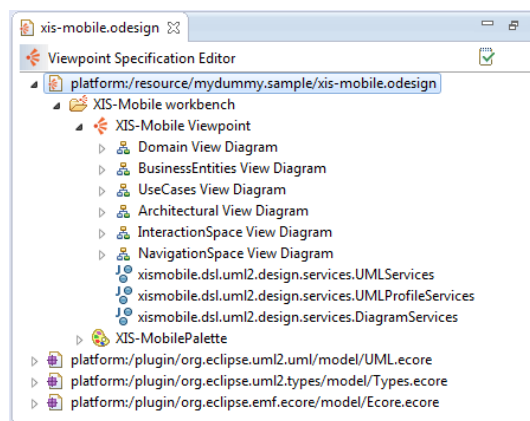 xis-mobile.odesign
Viewpoint Specification Editor
platform:/resource/mydummy.sample/xis-mobile.odesign
XIS-Mobile workbench
XIS-Mobile Viewpoint
Domain View Diagram
BusinessEntities View Diagram
UseCases View Diagram
Architectural View Diagram
InteractionSpace View Diagram
NavigationSpace View Diagram
xismobile.dsl.uml2.design.services.UMLServices
xismobile.dsl.uml2.design.services.UMLProfileServices
xismobile.dsl.uml2.design.services.DiagramServices
XIS-MobilePalette
platform:/plugin/org.eclipse.uml2.uml/model/UML.ecore
platform:/plugin/org.eclipse.uml2.types/model/Types.ecore
platform:/plugin/org.eclipse.emf.ecore/model/Ecore.ecore